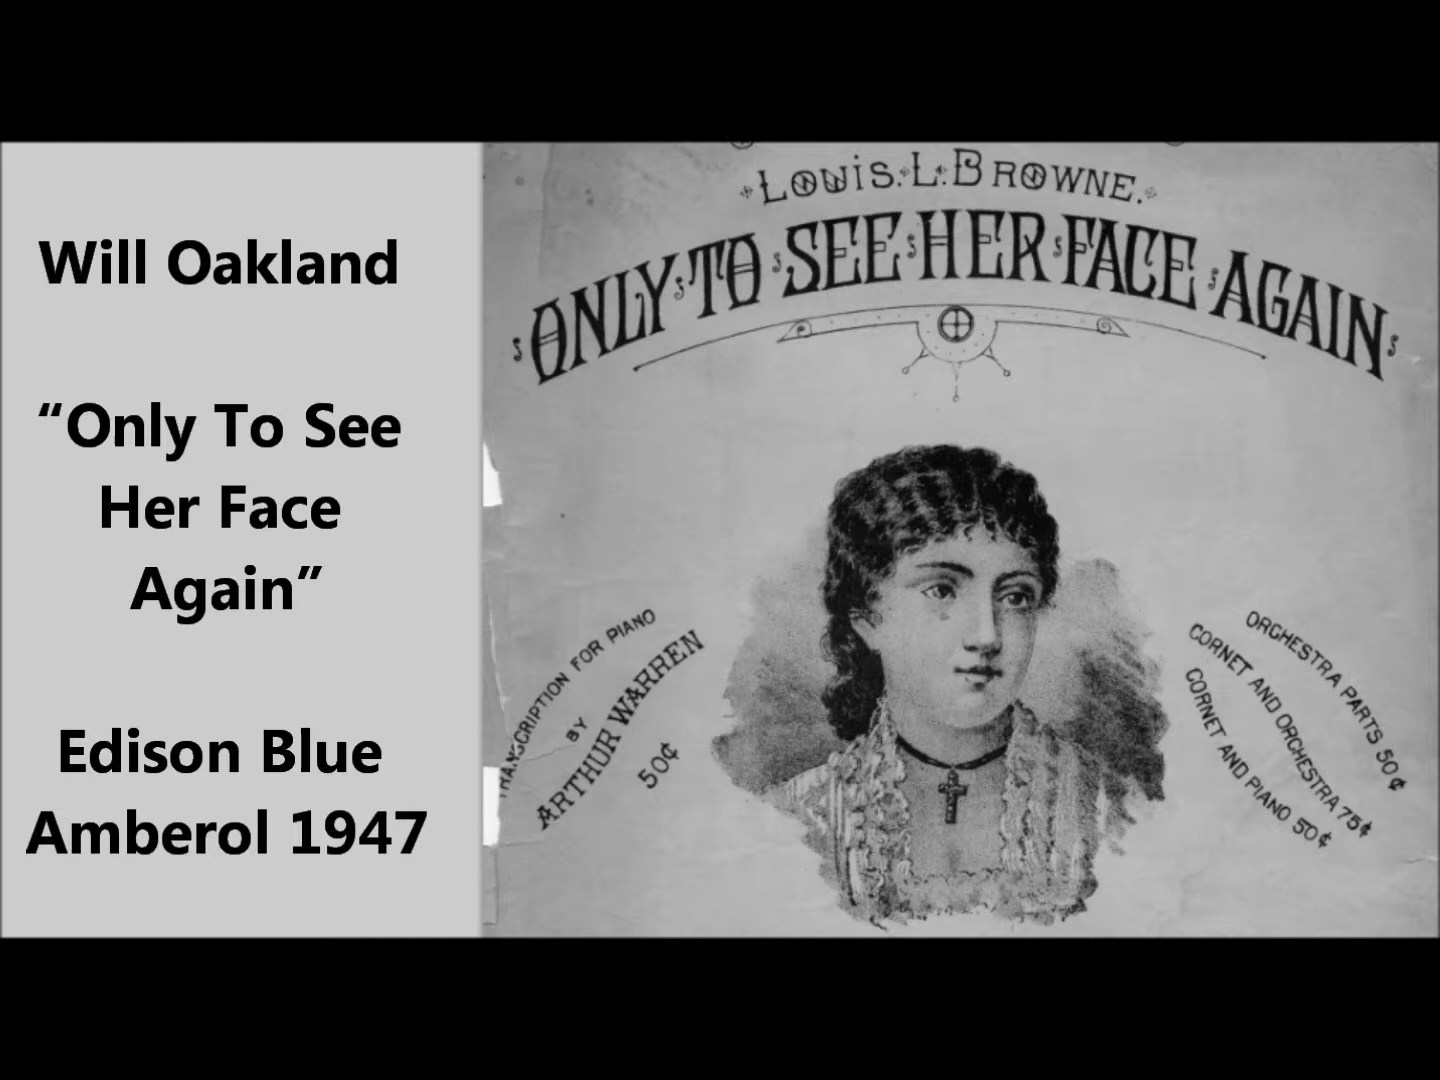 Will Oakland
“Only To See
Her Face
Again”
Edison Blue
Amberol 1947
LOUIS. L. BROWNE.
ONLY TO SEE HER FACE AGAIN
TRANSCRIPTION FOR PIANO
BY
ARTHUR WARREN
50¢
ORCHESTRA PARTS 50¢
CORNET AND ORCHESTRA 75¢
CORNET AND PIANO 50¢